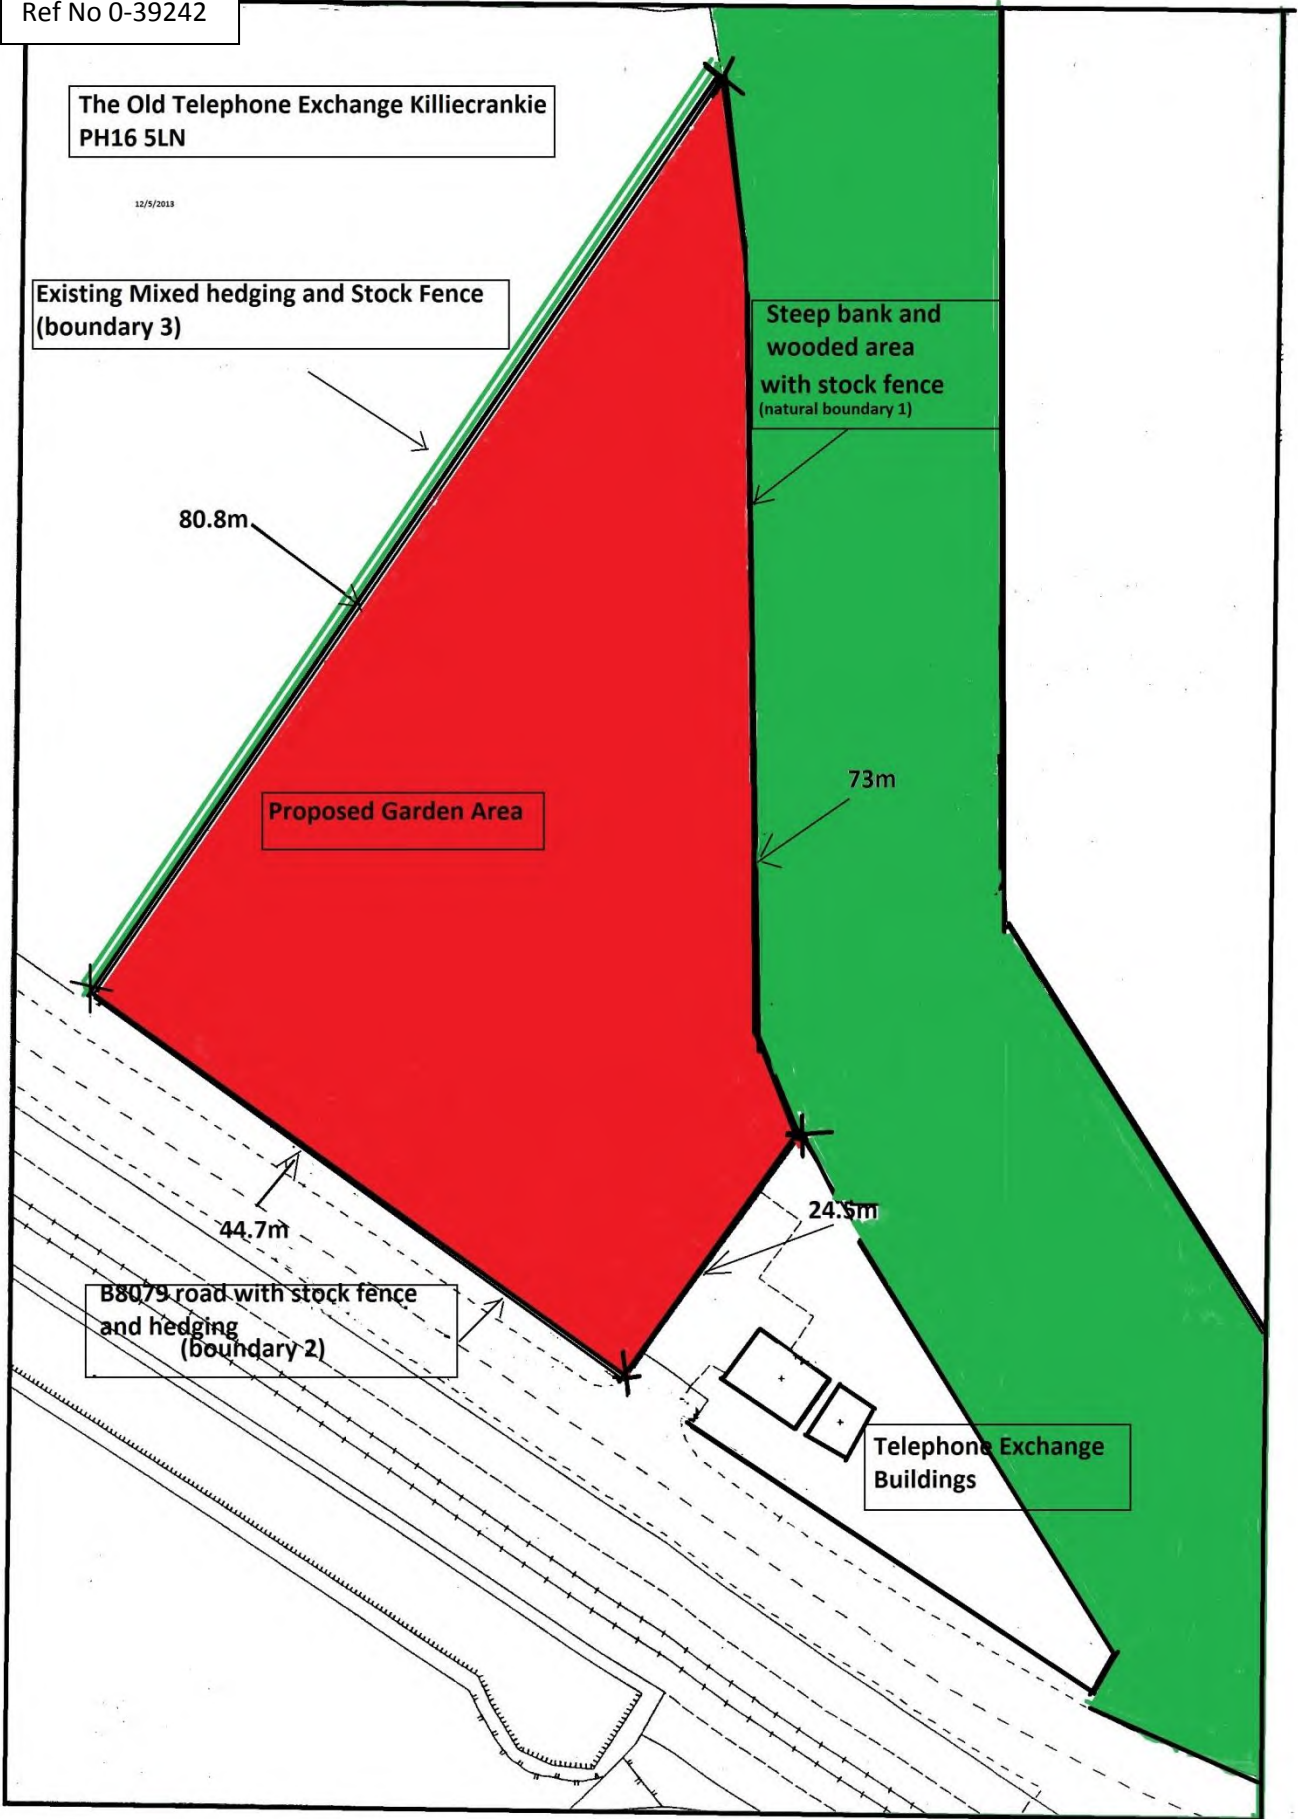 Ref No 0-39242
The Old Telephone Exchange Killiecrankie
PH16 5LN
12/5/2013
Existing Mixed hedging and Stock Fence
(boundary 3)
Steep bank and
wooded area
with stock fence
(natural boundary 1)
80.8m
73m
Proposed Garden Area
24.5m
44.7m
B8079 road with stock fence
and hedging
(boundary 2)
Telephone Exchange
Buildings